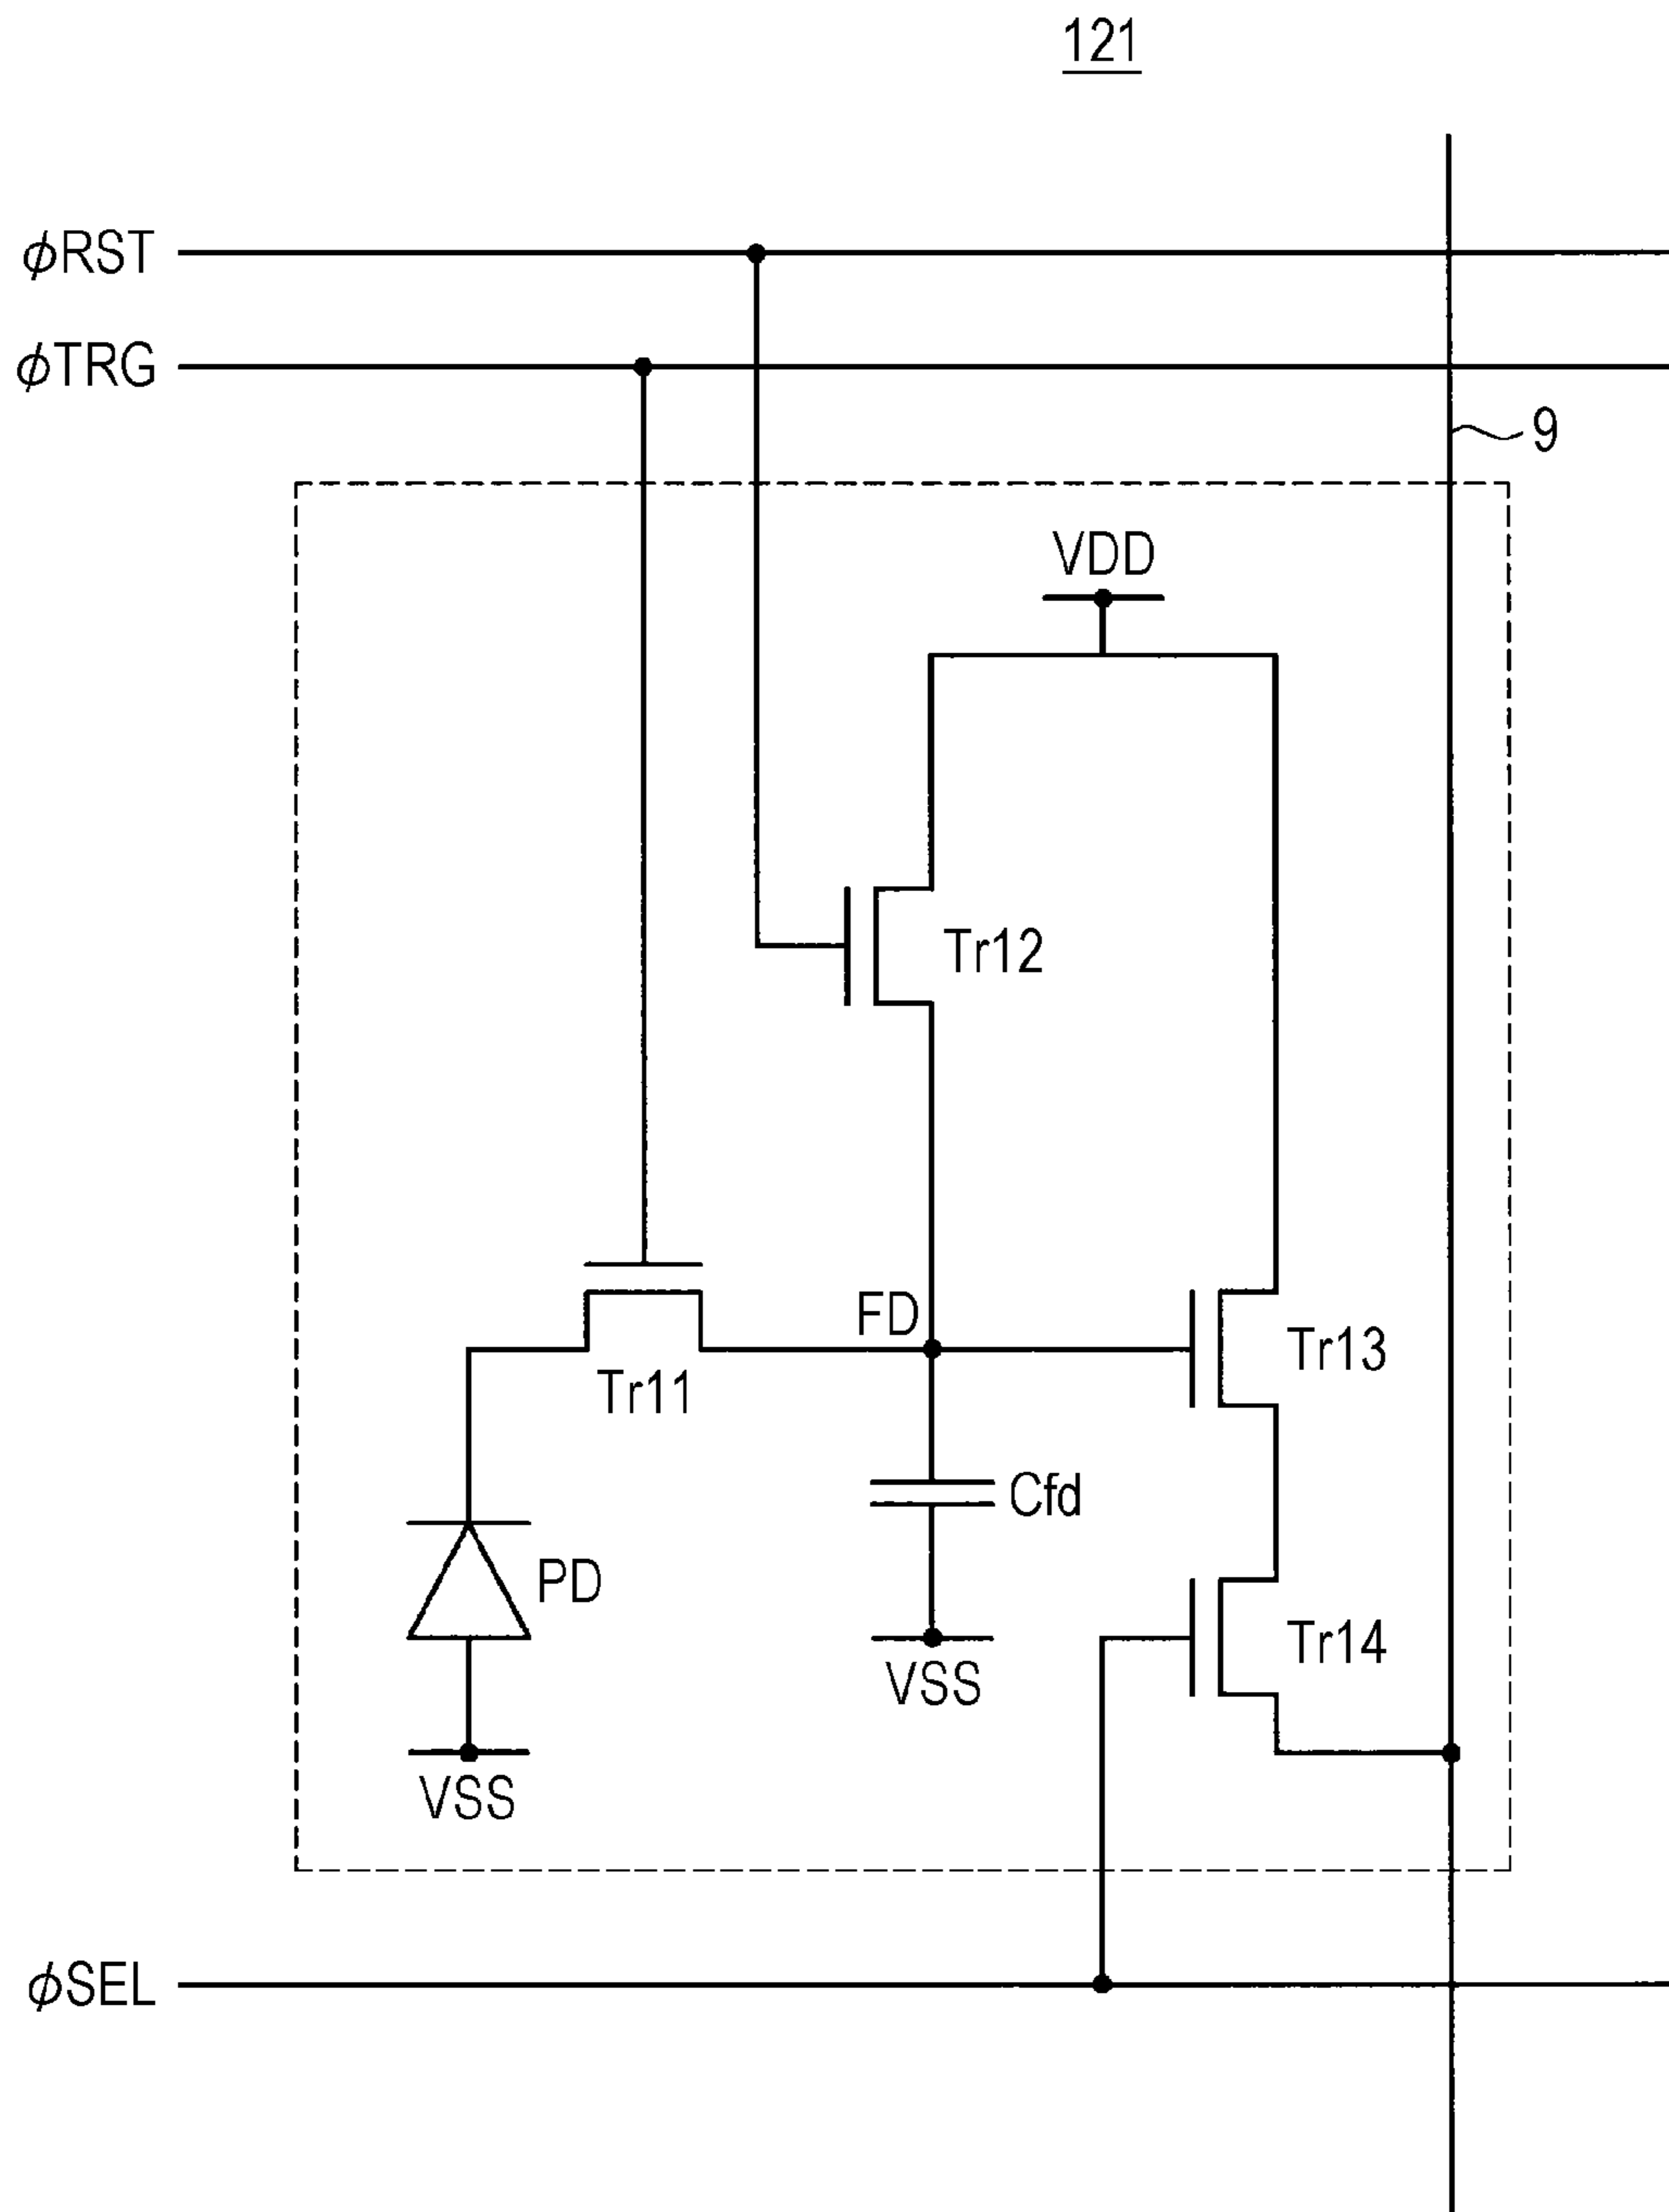 121
ϕRST
ϕTRG
9
VDD
Tr12
FD
Tr13
Tr11
Cfd
PD
Tr14
VSS
VSS
ϕSEL